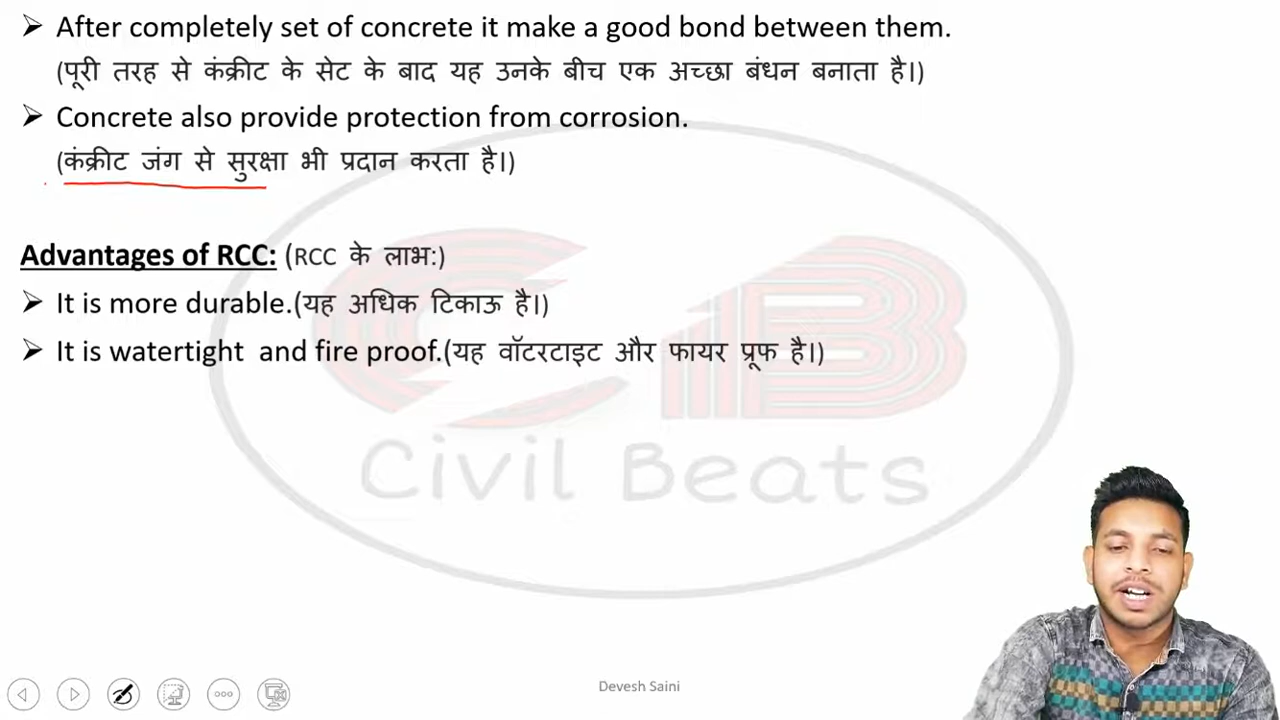 ➤ After completely set of concrete it make a good bond between them.
(पूरी तरह से कंक्रीट के सेट के बाद यह उनके बीच एक अच्छा बंधन बनाता है।)
➤ Concrete also provide protection from corrosion.
(कंक्रीट जंग से सुरक्षा भी प्रदान करता है।)
Advantages of RCC: (RCC के लाभ:)
➤ It is more durable.(यह अधिक टिकाऊ है।)
➤ It is watertight and fire proof.(यह वॉटरटाइट और फायर प्रूफ है।)
CB
Civil Beats
Devesh Saini